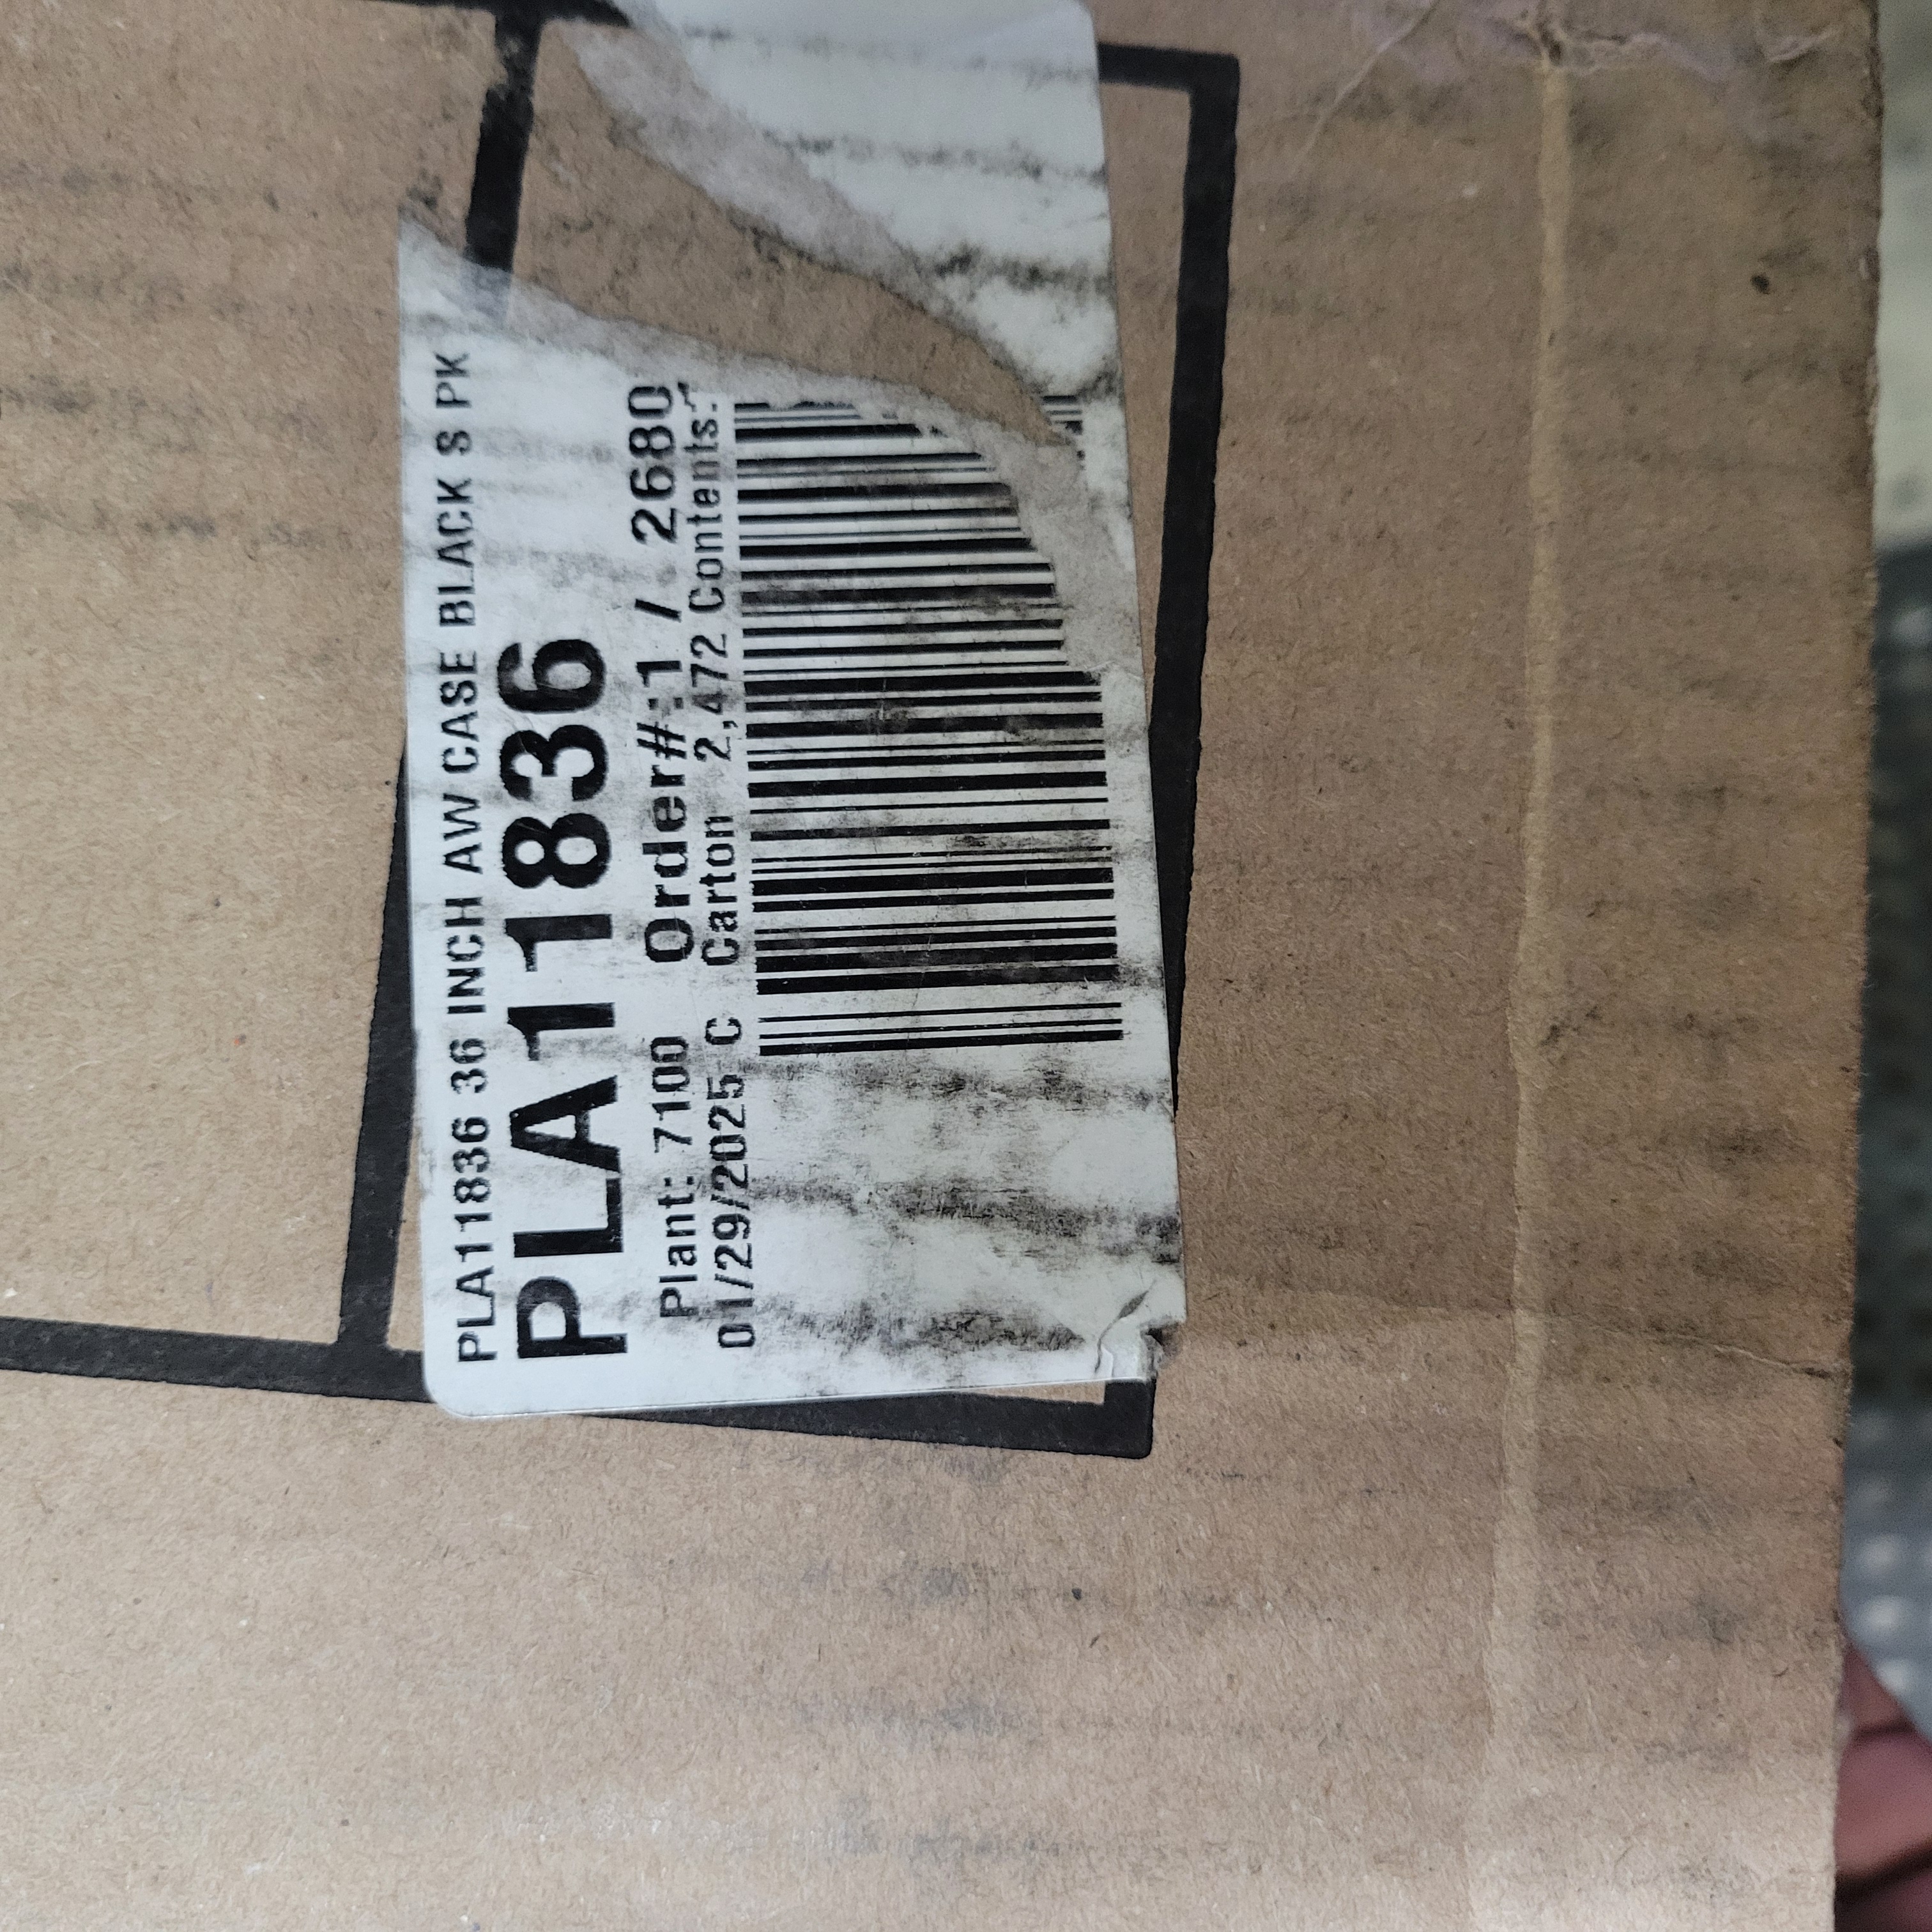 PLA11836 36 INCH AW CASE BLACK S PK
PLA11836
Plant: 7100 Order#:1 / 2680
01/29/2025 C Carton 2,472 Contents: